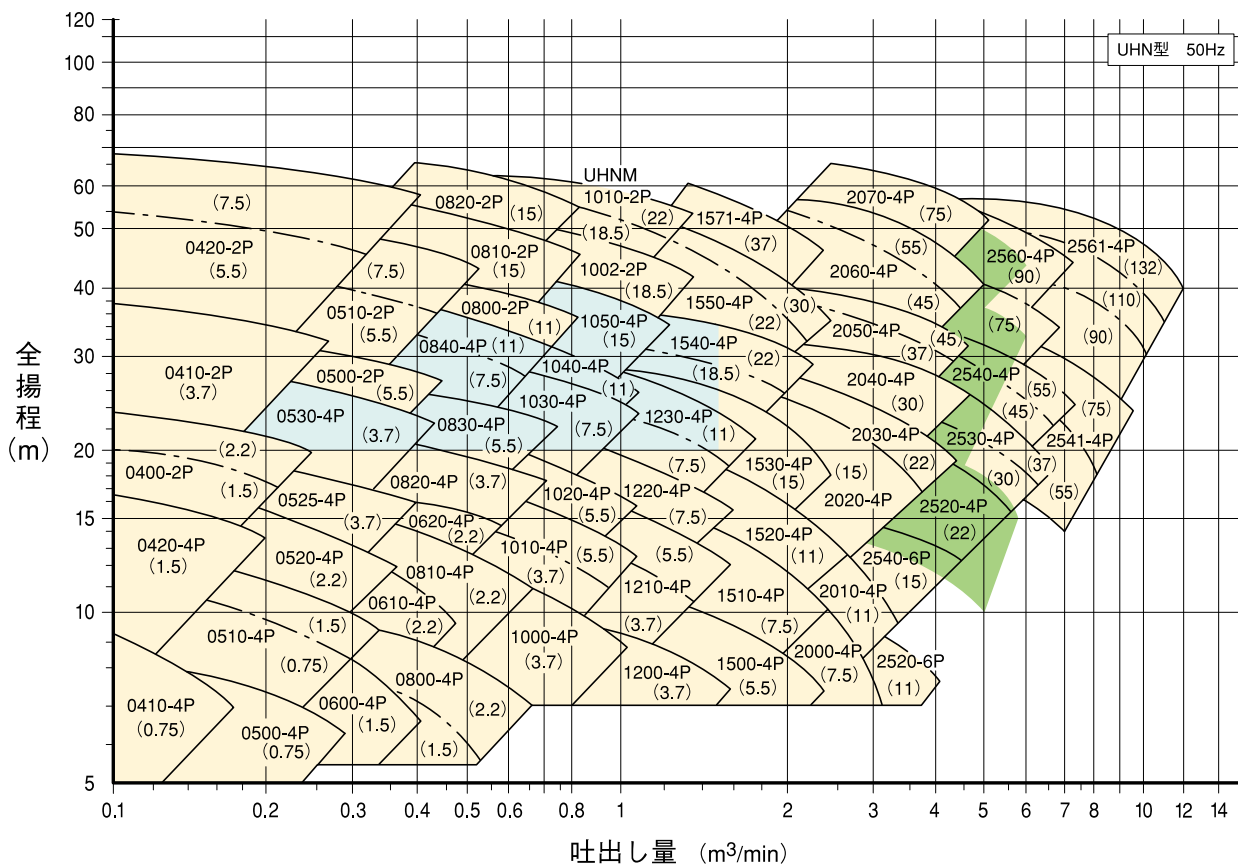 120
100
80
60
50
40
30
20
15
10
5
全揚程
(m)
UHN型 50Hz
UHNM
(7.5)
0420-2P
(5.5)
0820-2P
(15)
1010-2P
(22)
(18.5)
1571-4P
(37)
2070-4P
(75)
(55)
2560-4P
(90)
2561-4P
(132)
(110)
(90)
0810-2P
(15)
(7.5)
1002-2P
(18.5)
2060-4P
(45)
0510-2P
(5.5)
0800-2P
(11)
1050-4P
(15)
1550-4P
(22)
(30)
2050-4P
(45)
(37)
(75)
0840-4P
(11)
(7.5)
1040-4P
(11)
1540-4P
(22)
(18.5)
2040-4P
(30)
2540-4P
(55)
(45)
(75)
0410-2P
(3.7)
0500-2P
(5.5)
1030-4P
(7.5)
0530-4P
(3.7)
0830-4P
(5.5)
1230-4P
(11)
(7.5)
2030-4P
(22)
2530-4P
(37)
(30)
2541-4P
(55)
(2.2)
0400-2P
(1.5)
0525-4P
(3.7)
0820-4P
(3.7)
1020-4P
(5.5)
1220-4P
(7.5)
1530-4P
(15)
(15)
2020-4P
2520-4P
(22)
0420-4P
(1.5)
0520-4P
(2.2)
0620-4P
(2.2)
1010-4P
(3.7)
(5.5)
(5.5)
1520-4P
(11)
2540-6P
(15)
0810-4P
(2.2)
1210-4P
(3.7)
1510-4P
(7.5)
2010-4P
(11)
0610-4P
(2.2)
(1.5)
0510-4P
(0.75)
1000-4P
(3.7)
2000-4P
(7.5)
2520-6P
(11)
0410-4P
(0.75)
0500-4P
(0.75)
0600-4P
(1.5)
0800-4P
(2.2)
(1.5)
1200-4P
(3.7)
1500-4P
(5.5)
0.1 0.2 0.3 0.4 0.5 0.6 0.8 1 2 3 4 5 6 7 8 10 12 14
吐出し量 (m³/min)